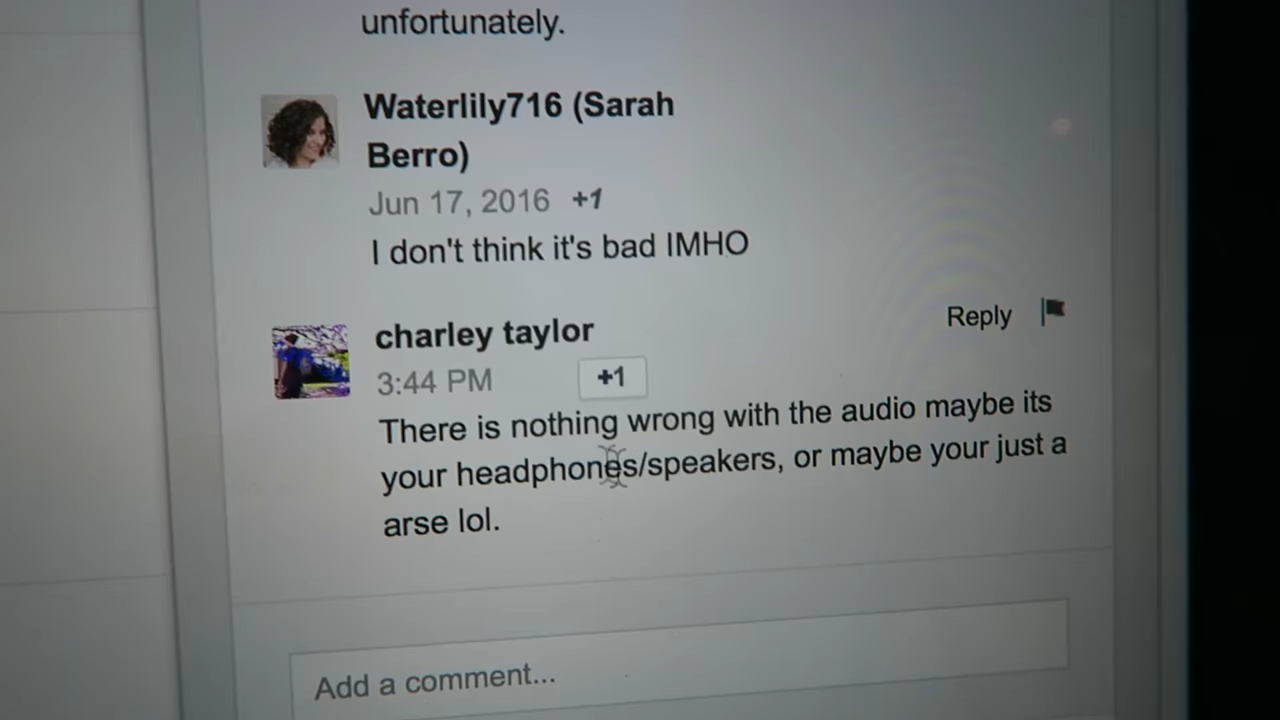 unfortunately.
Waterlily716 (Sarah
Berro)
Jun 17, 2016 +1
I don't think it's bad IMHO
charley taylor
Reply
3:44 PM +1
There is nothing wrong with the audio maybe its
your headphones/speakers, or maybe your just a
arse lol.
Add a comment...